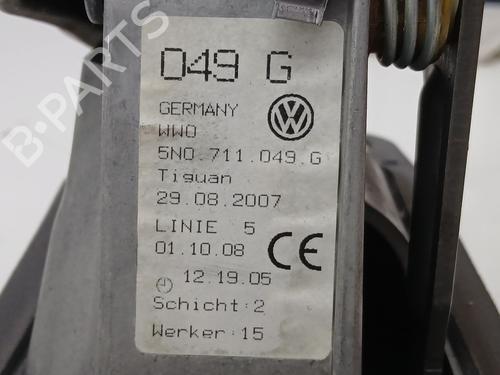 B-PARTS
049 G
GERMANY
WWO
5N0.711.049.G
Tiguan
29.08.2007
LINIE 5
01.10.08
CE
12.19.05
Schicht:2
Werker:15